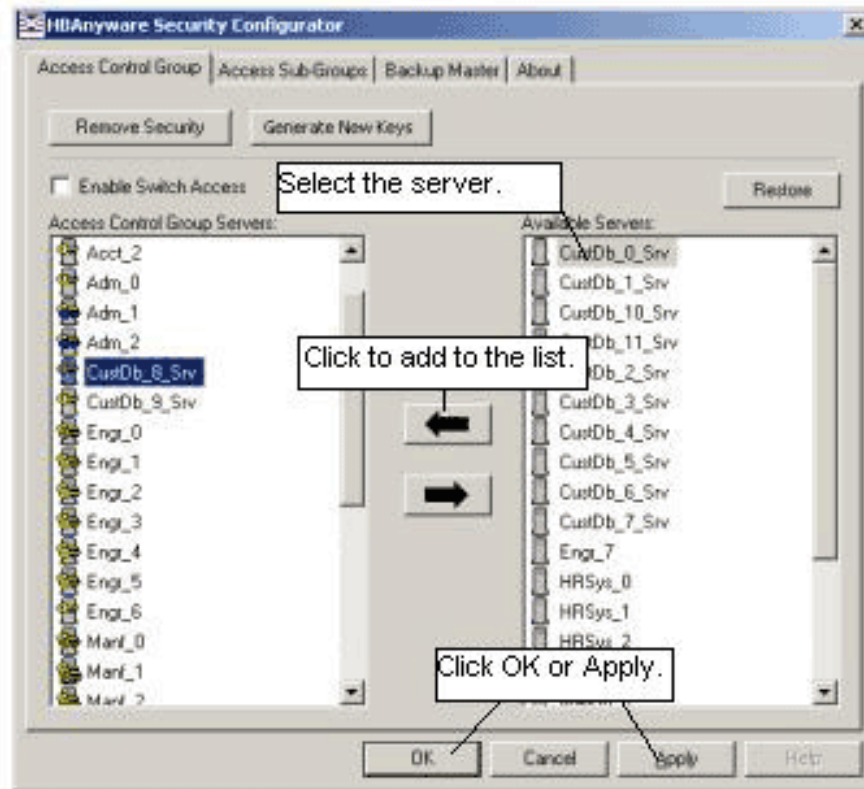 HBAnyware Security Configurator
Access Control Group
Access Sub-Groups
Backup Master
About
Remove Security
Generate New Keys
Enable Switch Access
Select the server.
Restore
Access Control Group Servers:
Available Servers:
Acct_2
Adm_0
Adm_1
Adm_2
CustDb_8_Srv
CustDb_9_Srv
Engr_0
Engr_1
Engr_2
Engr_3
Engr_4
Engr_5
Engr_6
Manf_0
Manf_1
Manf_2
Click to add to the list.
CustDb_0_Srv
CustDb_1_Srv
CustDb_10_Srv
CustDb_11_Srv
CustDb_2_Srv
CustDb_3_Srv
CustDb_4_Srv
CustDb_5_Srv
CustDb_6_Srv
CustDb_7_Srv
Engr_7
HRSys_0
HRSys_1
HRSys_2
Click OK or Apply.
OK
Cancel
Apply
Help